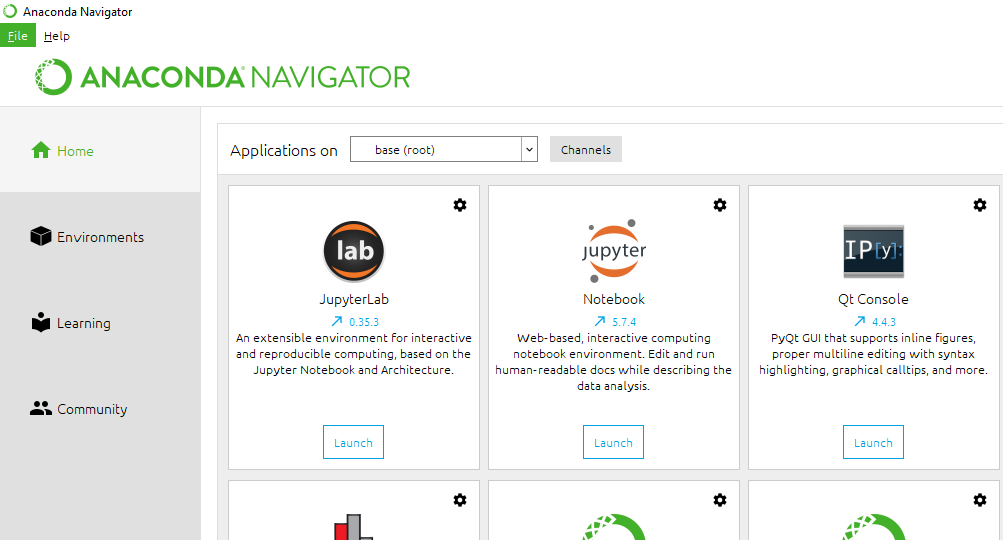 Anaconda Navigator
File Help
ANACONDA NAVIGATOR
Home
Environments
Learning
Community
Applications on base (root) Channels
lab
JupyterLab
0.35.3
An extensible environment for interactive
and reproducible computing, based on the
Jupyter Notebook and Architecture.
Launch
jupyter
Notebook
5.7.4
Web-based, interactive computing
notebook environment. Edit and run
human-readable docs while describing the
data analysis.
Launch
IP[y]:
Qt Console
4.4.3
PyQt GUI that supports inline figures,
proper multiline editing with syntax
highlighting, graphical calltips, and more.
Launch